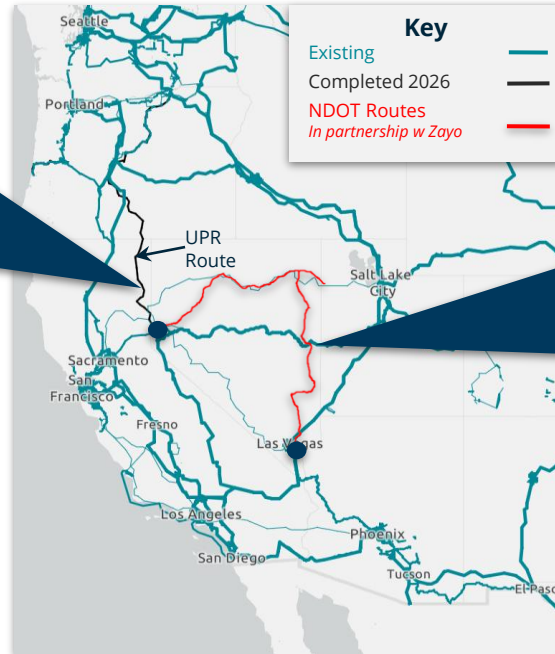 Key
Existing
Completed 2026
NDOT Routes
In partnership w Zayo
Seattle
Portland
UPR
Route
Salt Lake
City
Sacramento
San
Francisco
Fresno
Las Vegas
Los Angeles
Phoenix
San Diego
Tucson
El Paso